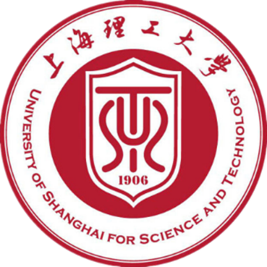 上海理工大學
UNIVERSITY OF SHANGHAI FOR SCIENCE AND TECHNOLOGY
1906